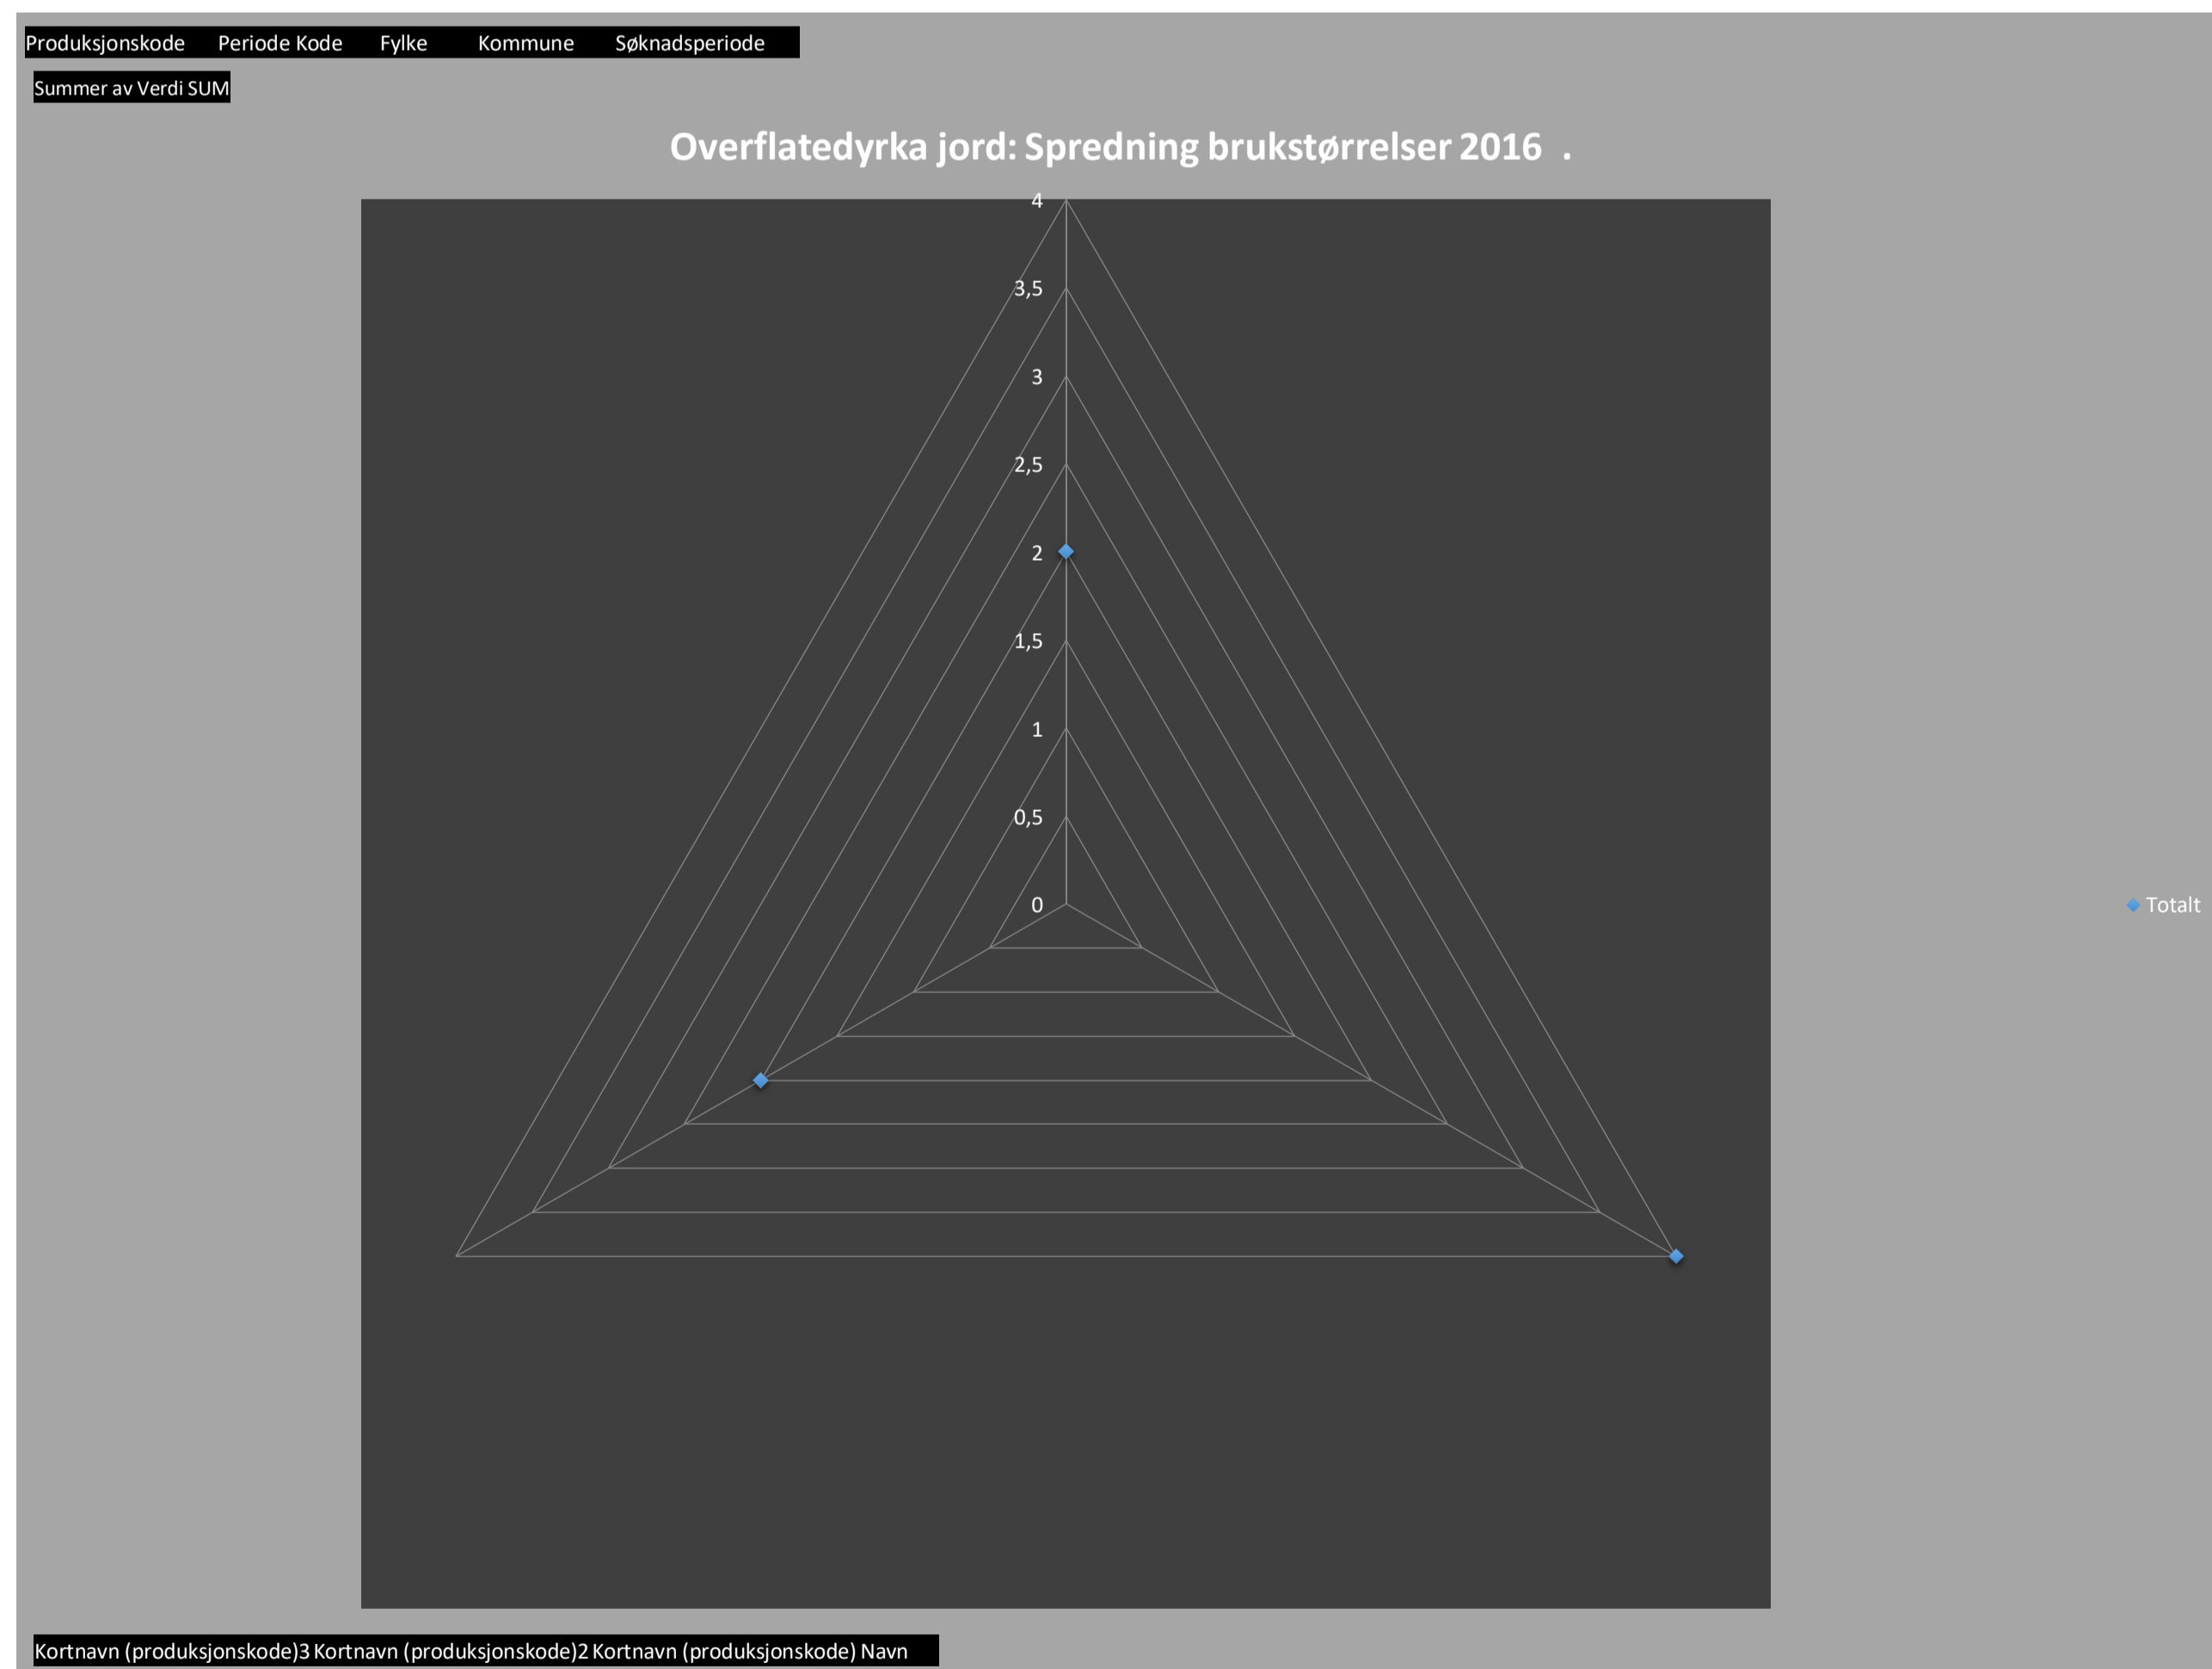 Produksjonskode Periode Kode Fylke Kommune Søknadsperiode
Summer av Verdi SUM
Overflatedyrka jord: Spredning brukstørrelser 2016 .
4
3,5
3
2,5
2
1,5
1
0,5
0
Totalt
Kortnavn (produksjonskode)3 Kortnavn (produksjonskode)2 Kortnavn (produksjonskode) Navn